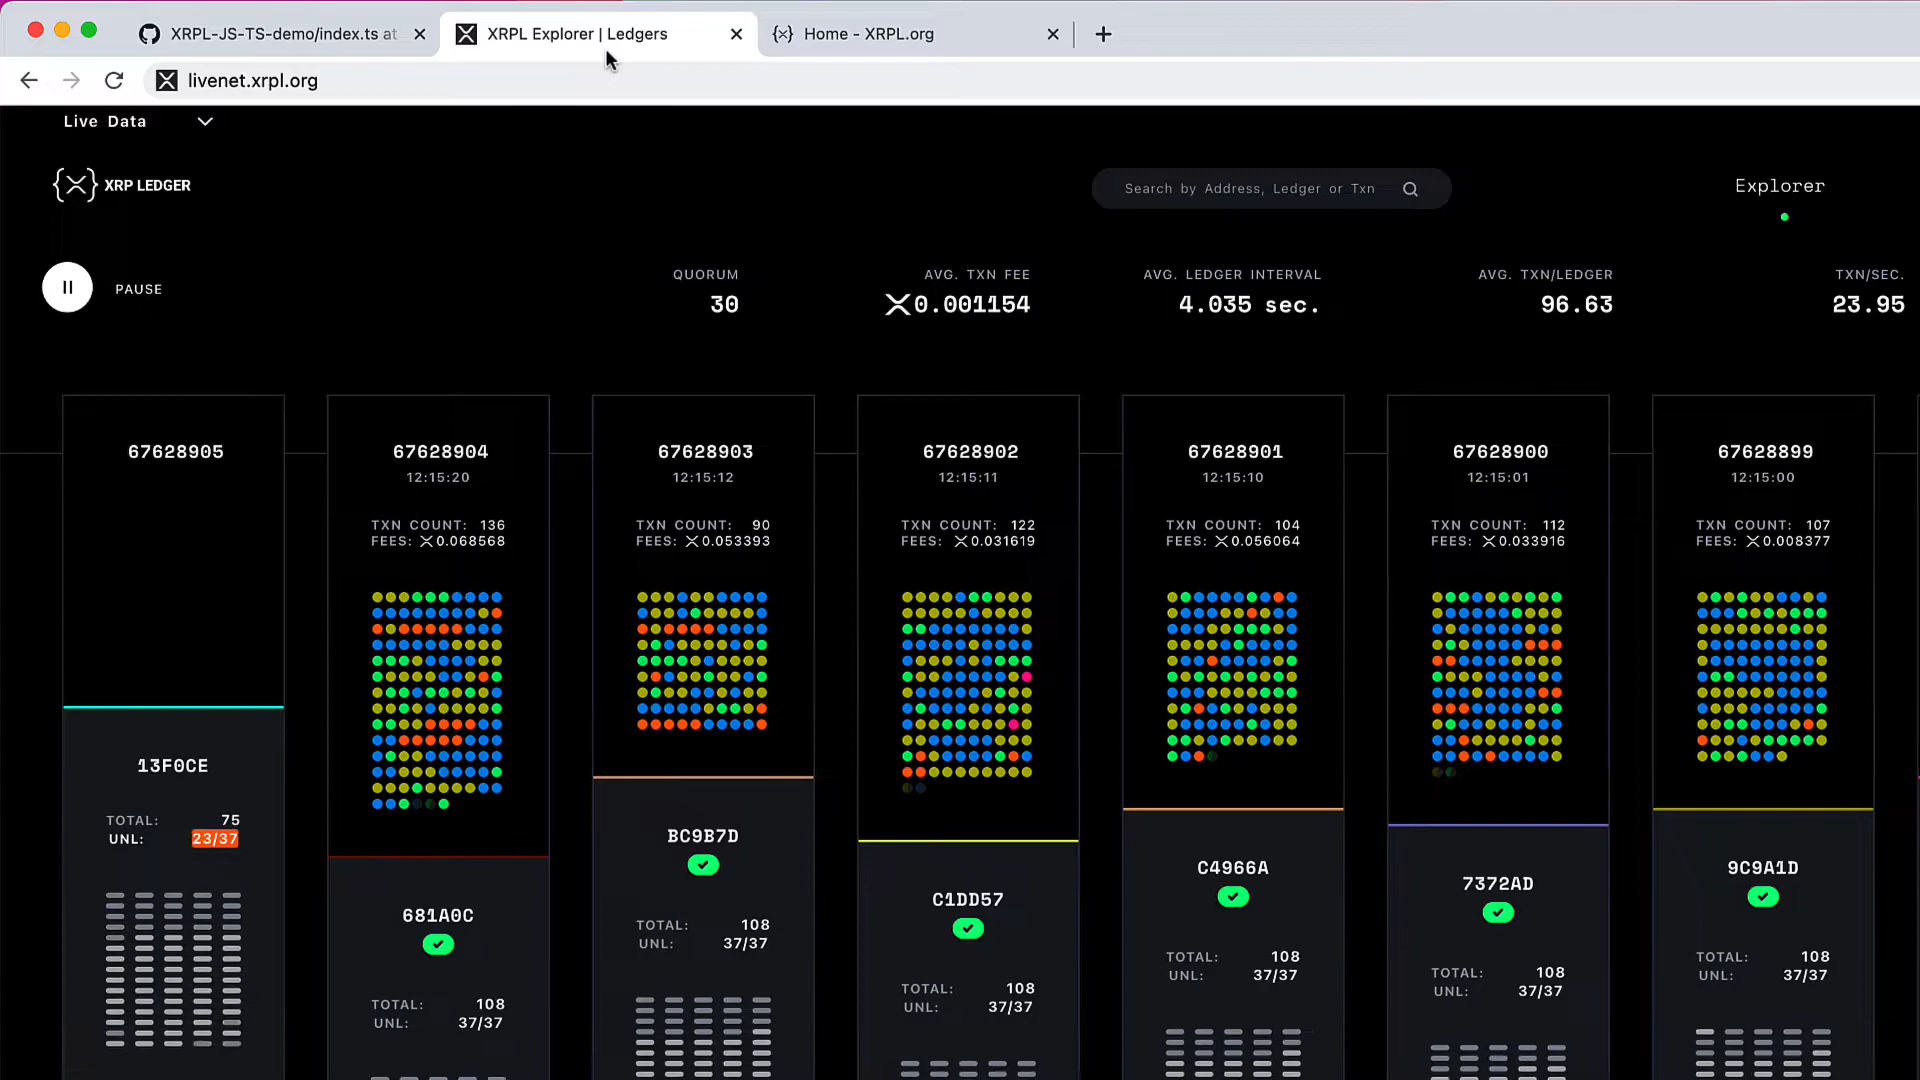 XRPL-JS-TS-demo/index.ts at
XRPL Explorer | Ledgers
Home - XRPL.org
livenet.xrpl.org
Live Data
XRP LEDGER
Search by Address, Ledger or Txn
Explorer
PAUSE
QUORUM
30
AVG. TXN FEE
0.001154
AVG. LEDGER INTERVAL
4.035 sec.
AVG. TXN/LEDGER
96.63
TXN/SEC.
23.95
67628905
13F0CE
TOTAL: 75
UNL: 23/37
67628904
12:15:20
TXN COUNT: 136
FEES: 0.068568
681A0C
TOTAL: 108
UNL: 37/37
67628903
12:15:12
TXN COUNT: 90
FEES: 0.053393
BC9B7D
TOTAL: 108
UNL: 37/37
67628902
12:15:11
TXN COUNT: 122
FEES: 0.031619
C1DD57
TOTAL: 108
UNL: 37/37
67628901
12:15:10
TXN COUNT: 104
FEES: 0.056064
C4966A
TOTAL: 108
UNL: 37/37
67628900
12:15:01
TXN COUNT: 112
FEES: 0.033916
7372AD
TOTAL: 108
UNL: 37/37
67628899
12:15:00
TXN COUNT: 107
FEES: 0.008377
9C9A1D
TOTAL: 108
UNL: 37/37